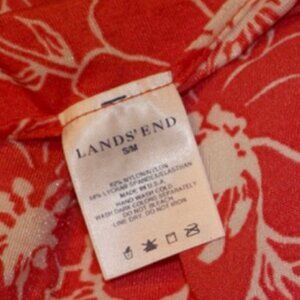 LANDS' END
S/M
82% NYLON/NYLON
18% LYCRA® SPANDEX/ELASTHAN
MADE IN U.S.A.
HAND WASH COLD
WASH DARK COLORS SEPARATELY
DO NOT BLEACH
LINE DRY. DO NOT IRON